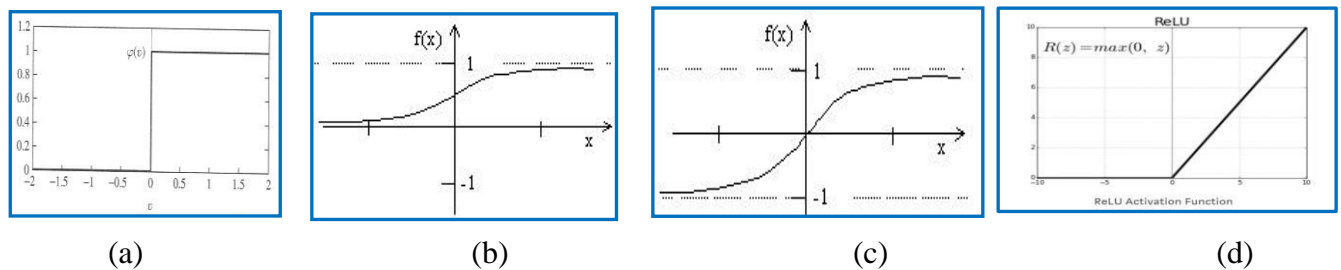 1.2
1
0.8
0.6
0.4
0.2
0
φ(v)
−2 −1.5 −1 −0.5 0 0.5 1 1.5 2
v
f(x)
1
x
-1
f(x)
1
x
-1
ReLU
R(z)=max(0, z)
10
8
6
4
2
0
−10 −5 0 5 10
ReLU Activation Function
(a) (b) (c) (d)